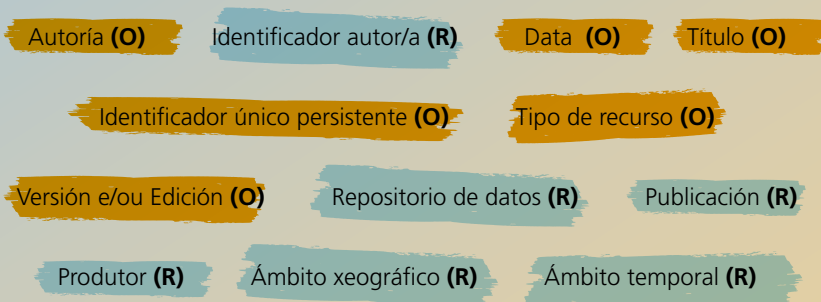 Autoría (O) Identificador autor/a (R) Data (O) Título (O)
Identificador único persistente (O) Tipo de recurso (O)
Versión e/ou Edición (O) Repositorio de datos (R) Publicación (R)
Produtor (R) Ámbito xeográfico (R) Ámbito temporal (R)